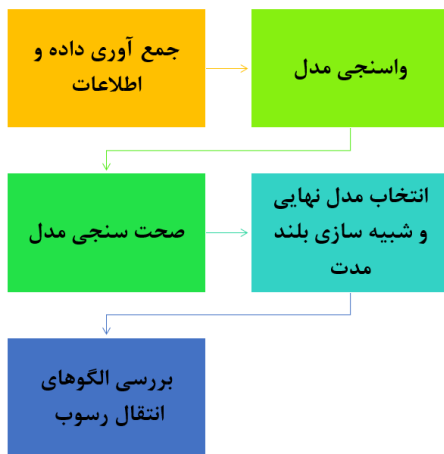 جمع آوری داده و
اطلاعات
واسنجی مدل
صحت سنجی مدل
انتخاب مدل نهایی
و شبیه سازی بلند
مدت
بررسی الگوهای
انتقال رسوب